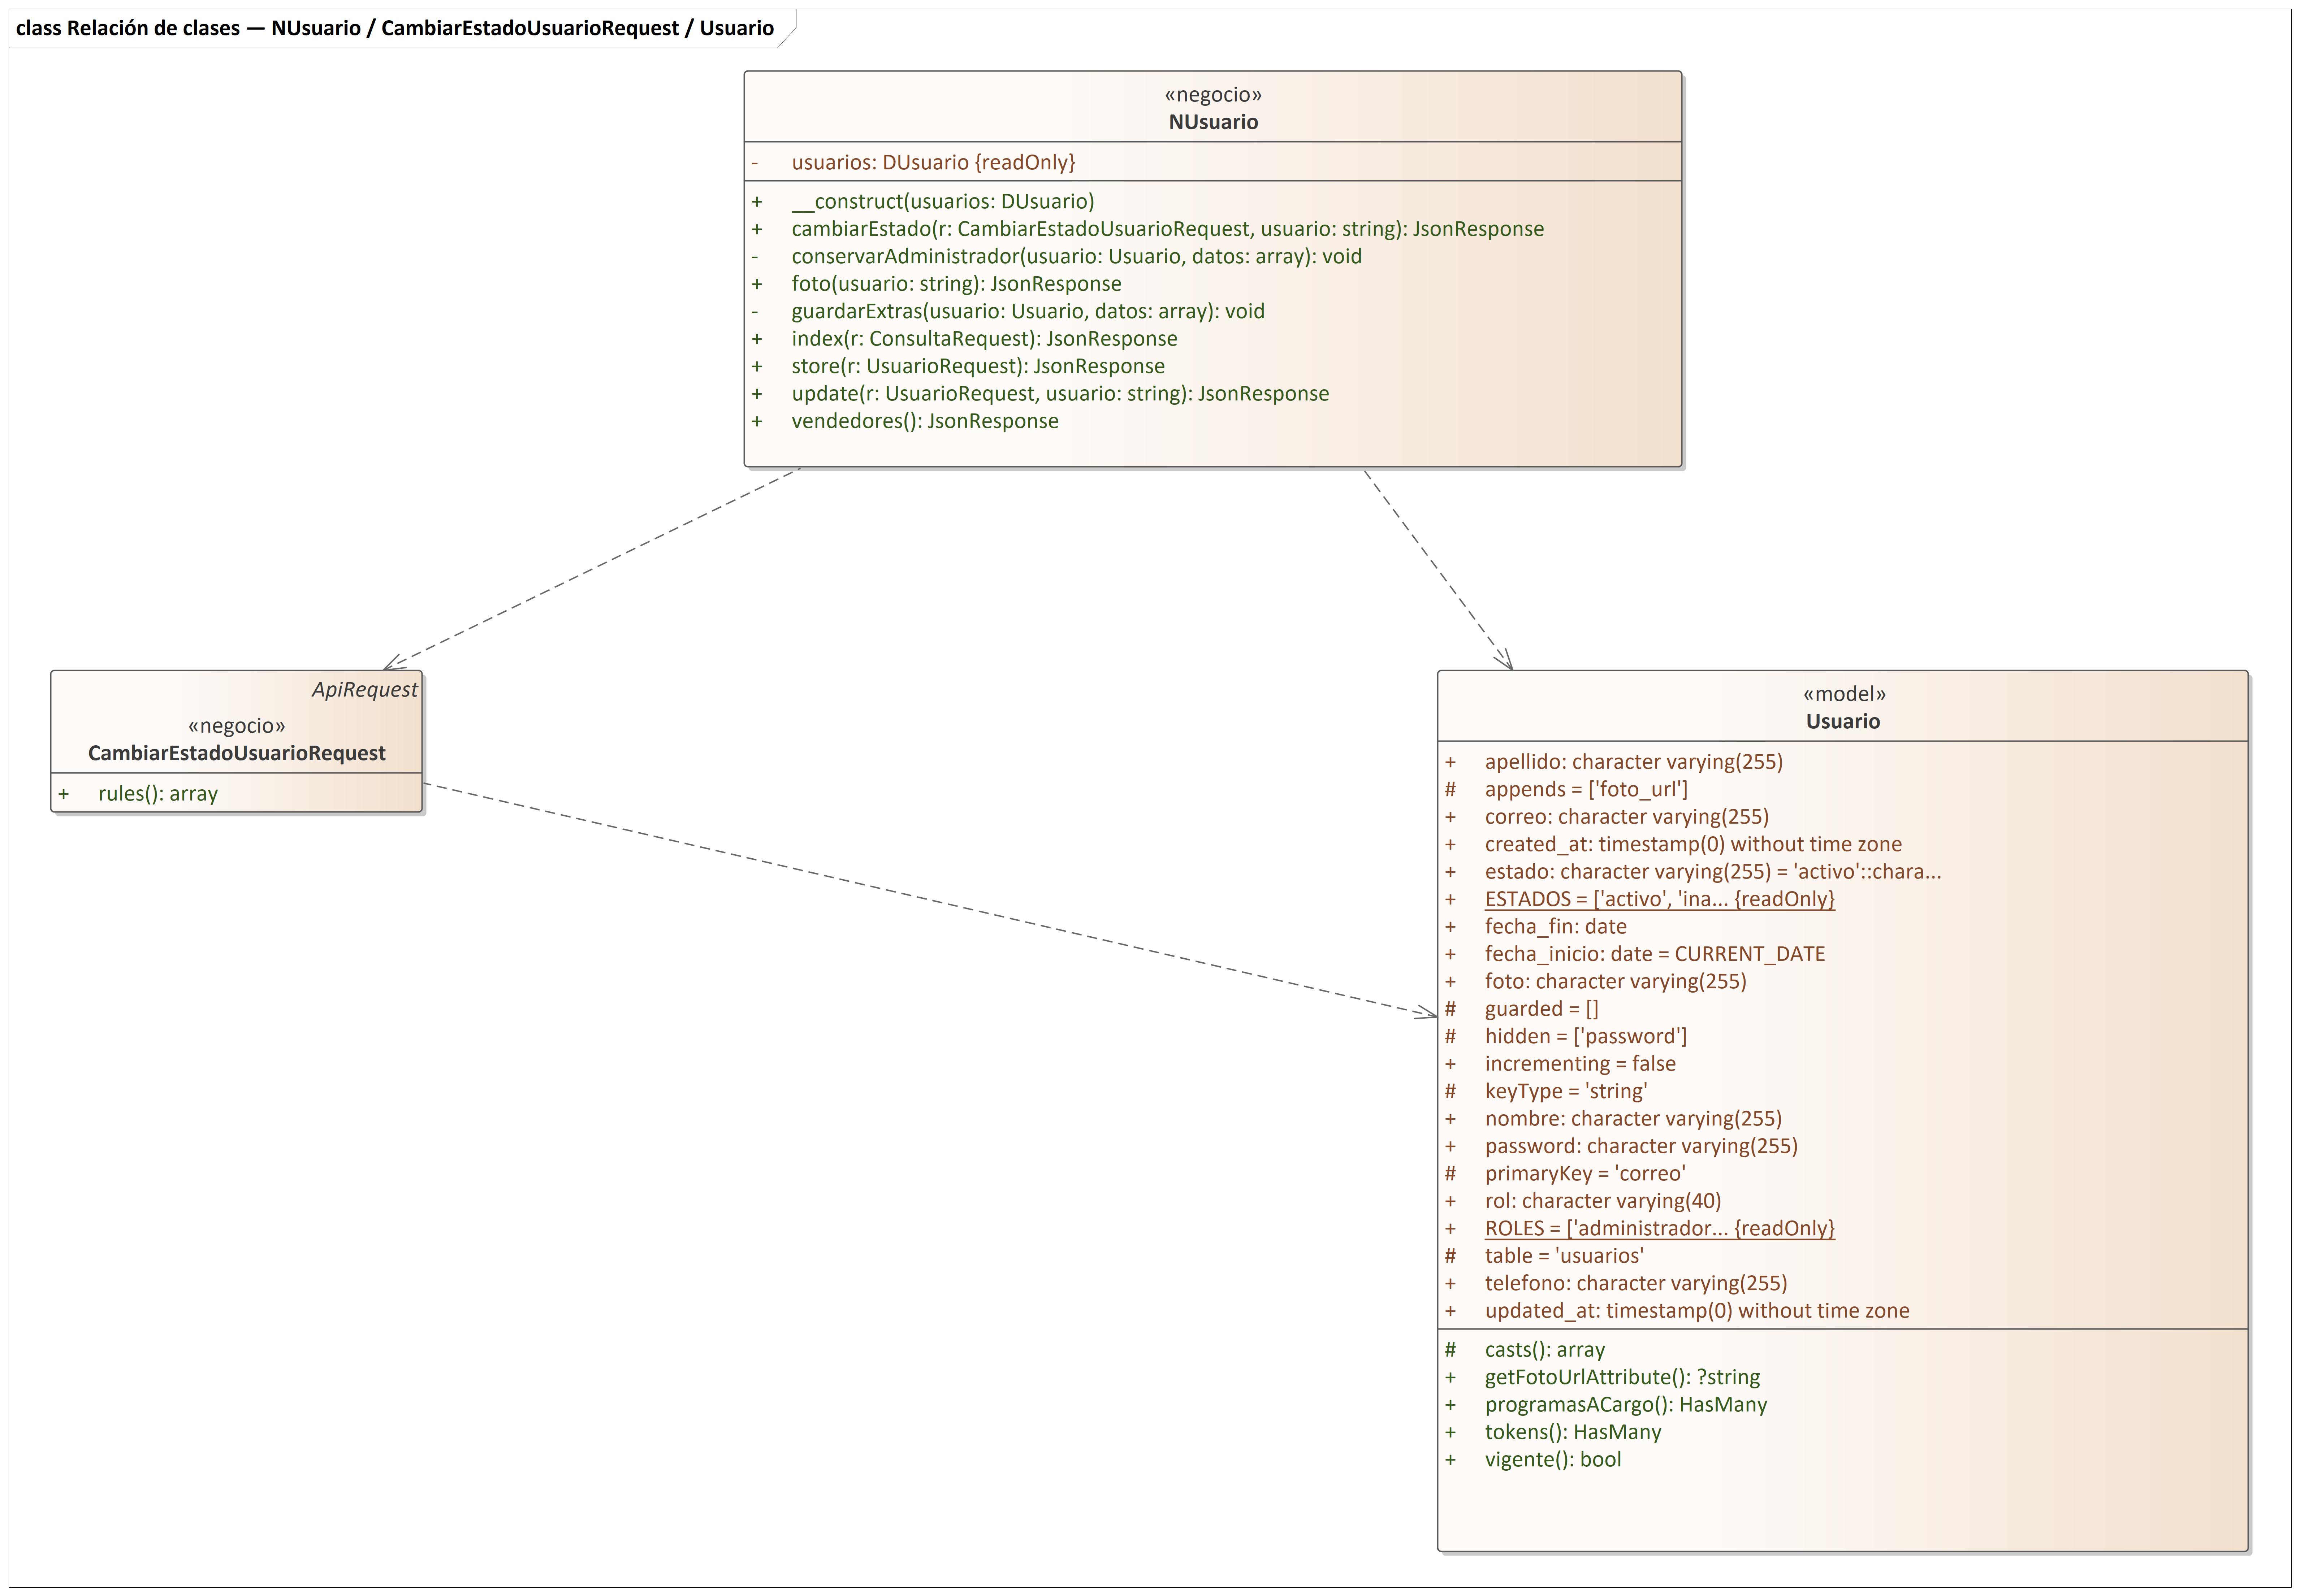 class Relación de clases — NUsuario / CambiarEstadoUsuarioRequest / Usuario
«negocio»
NUsuario
- usuarios: DUsuario {readOnly}
+ __construct(usuarios: DUsuario)
+ cambiarEstado(r: CambiarEstadoUsuarioRequest, usuario: string): JsonResponse
- conservarAdministrador(usuario: Usuario, datos: array): void
+ foto(usuario: string): JsonResponse
- guardarExtras(usuario: Usuario, datos: array): void
+ index(r: ConsultaRequest): JsonResponse
+ store(r: UsuarioRequest): JsonResponse
+ update(r: UsuarioRequest, usuario: string): JsonResponse
+ vendedores(): JsonResponse
ApiRequest
«negocio»
CambiarEstadoUsuarioRequest
+ rules(): array
«model»
Usuario
+ apellido: character varying(255)
# appends = ['foto_url']
+ correo: character varying(255)
+ created_at: timestamp(0) without time zone
+ estado: character varying(255) = 'activo'::chara...
+ ESTADOS = ['activo', 'ina... {readOnly}
+ fecha_fin: date
+ fecha_inicio: date = CURRENT_DATE
+ foto: character varying(255)
# guarded = []
# hidden = ['password']
+ incrementing = false
# keyType = 'string'
+ nombre: character varying(255)
+ password: character varying(255)
# primaryKey = 'correo'
+ rol: character varying(40)
+ ROLES = ['administrador... {readOnly}
# table = 'usuarios'
+ telefono: character varying(255)
+ updated_at: timestamp(0) without time zone
# casts(): array
+ getFotoUrlAttribute(): ?string
+ programasACargo(): HasMany
+ tokens(): HasMany
+ vigente(): bool